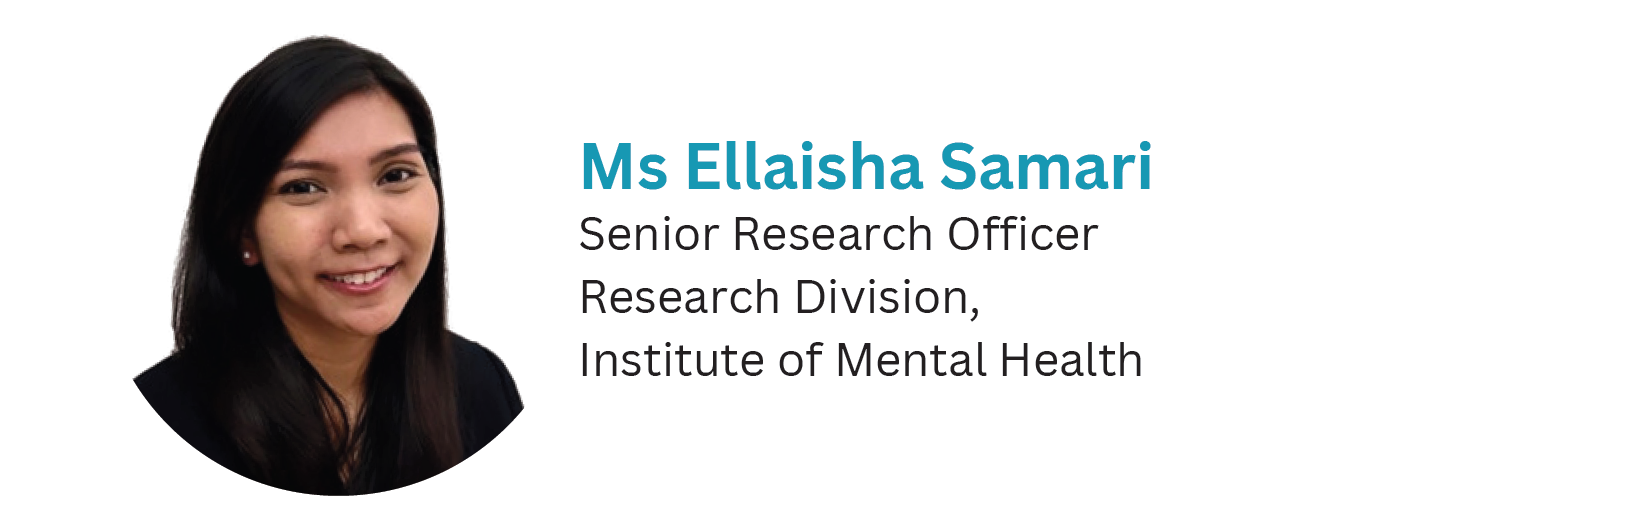 Ms Ellaisha Samari
Senior Research Officer
Research Division,
Institute of Mental Health